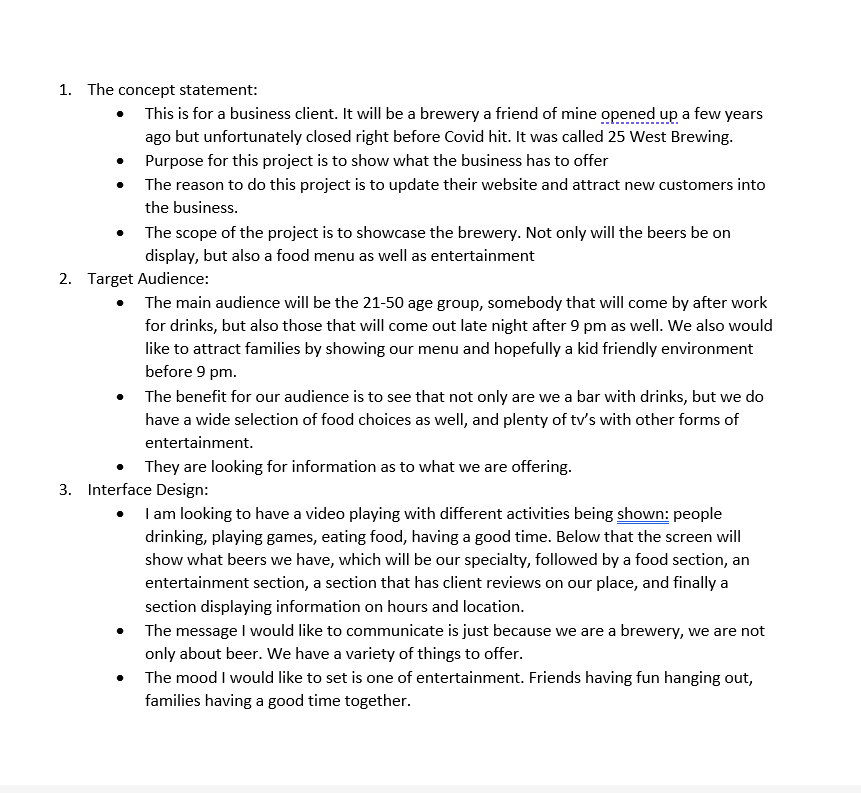 1. The concept statement:
• This is for a business client. It will be a brewery a friend of mine opened up a few years
ago but unfortunately closed right before Covid hit. It was called 25 West Brewing.
• Purpose for this project is to show what the business has to offer
• The reason to do this project is to update their website and attract new customers into
the business.
• The scope of the project is to showcase the brewery. Not only will the beers be on
display, but also a food menu as well as entertainment
2. Target Audience:
• The main audience will be the 21-50 age group, somebody that will come by after work
for drinks, but also those that will come out late night after 9 pm as well. We also would
like to attract families by showing our menu and hopefully a kid friendly environment
before 9 pm.
• The benefit for our audience is to see that not only are we a bar with drinks, but we do
have a wide selection of food choices as well, and plenty of tv’s with other forms of
entertainment.
• They are looking for information as to what we are offering.
3. Interface Design:
• I am looking to have a video playing with different activities being shown: people
drinking, playing games, eating food, having a good time. Below that the screen will
show what beers we have, which will be our specialty, followed by a food section, an
entertainment section, a section that has client reviews on our place, and finally a
section displaying information on hours and location.
• The message I would like to communicate is just because we are a brewery, we are not
only about beer. We have a variety of things to offer.
• The mood I would like to set is one of entertainment. Friends having fun hanging out,
families having a good time together.